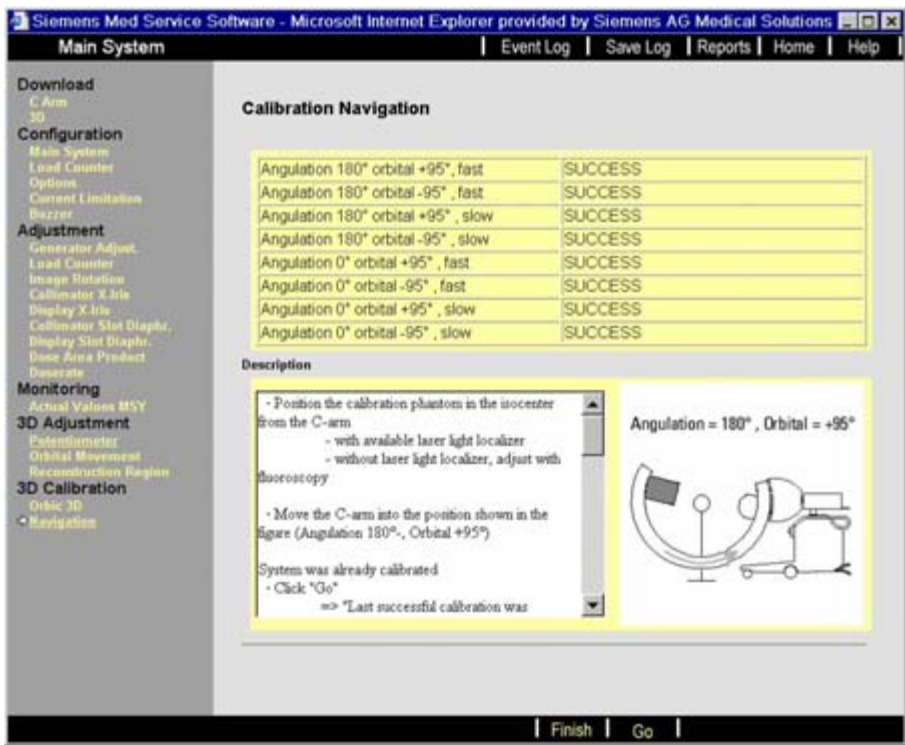 Siemens Med Service Software - Microsoft Internet Explorer provided by Siemens AG Medical Solutions
Main System
Event Log
Save Log
Reports
Home
Help
Download
C Arm
3D
Configuration
Main System
Load Counter
Options
Current Limitation
Buzzer
Adjustment
Generator Adjust.
Load Counter
Image Rotation
Collimator X-Iris
Display X-Iris
Collimator Slot Diaphr.
Display Slot Diaphr.
Dose Area Product
Doserate
Monitoring
Actual Values MSY
3D Adjustment
Potentiometer
Orbital Movement
Reconstruction Region
3D Calibration
Orbic 3D
Navigation
Calibration Navigation
Angulation 180° orbital +95°, fast SUCCESS
Angulation 180° orbital -95°, fast SUCCESS
Angulation 180° orbital +95° , slow SUCCESS
Angulation 180° orbital -95° , slow SUCCESS
Angulation 0° orbital +95° , fast SUCCESS
Angulation 0° orbital -95° , fast SUCCESS
Angulation 0° orbital +95° , slow SUCCESS
Angulation 0° orbital -95° , slow SUCCESS
Description
- Position the calibration phantom in the isocenter
from the C-arm
- with available laser light localizer
- without laser light localizer, adjust with
fluoroscopy
- Move the C-arm into the position shown in the
figure (Angulation 180°-, Orbital +95°)
System was already calibrated
- Click "Go"
=> "Last successful calibration was
Angulation = 180° , Orbital = +95°
Finish
Go